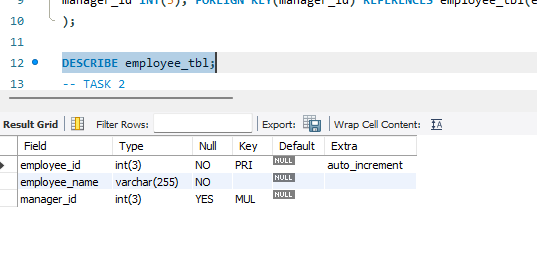 9 manager_id INT(3), FOREIGN KEY(manager_id) REFERENCES employee_tbl(e
10 );
11
12 DESCRIBE employee_tbl;
13 -- TASK 2
Result Grid Filter Rows: Export: Wrap Cell Content:
Field Type Null Key Default Extra
employee_id int(3) NO PRI NULL auto_increment
employee_name varchar(255) NO NULL
manager_id int(3) YES MUL NULL